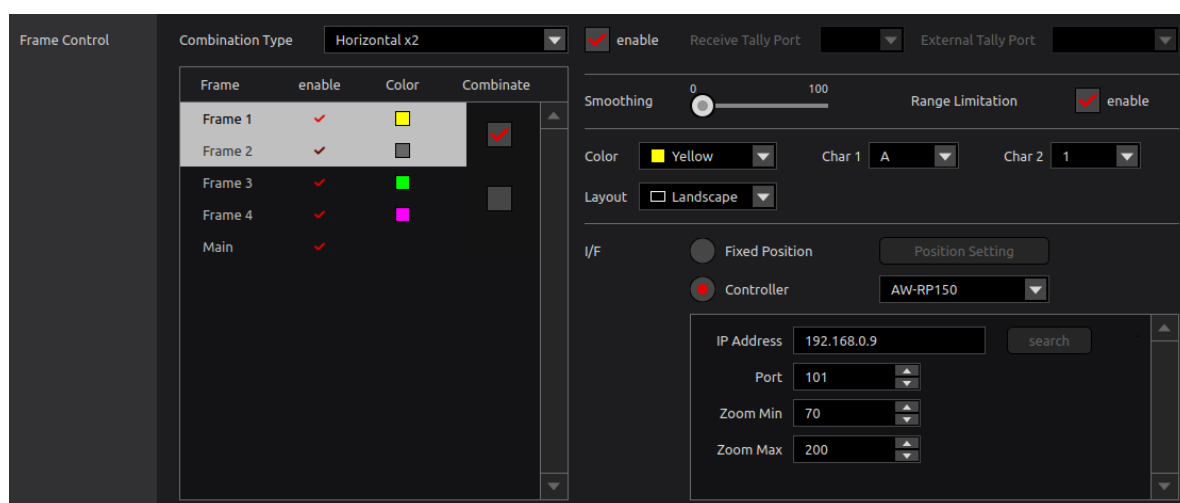 Frame Control
Combination Type Horizontal x2
Frame enable Color Combinate
Frame 1
Frame 2
Frame 3
Frame 4
Main
enable Receive Tally Port External Tally Port
Smoothing 0 100 Range Limitation enable
Color Yellow Char 1 A Char 2 1
Layout Landscape
I/F Fixed Position Position Setting
Controller AW-RP150
IP Address 192.168.0.9 search
Port 101
Zoom Min 70
Zoom Max 200